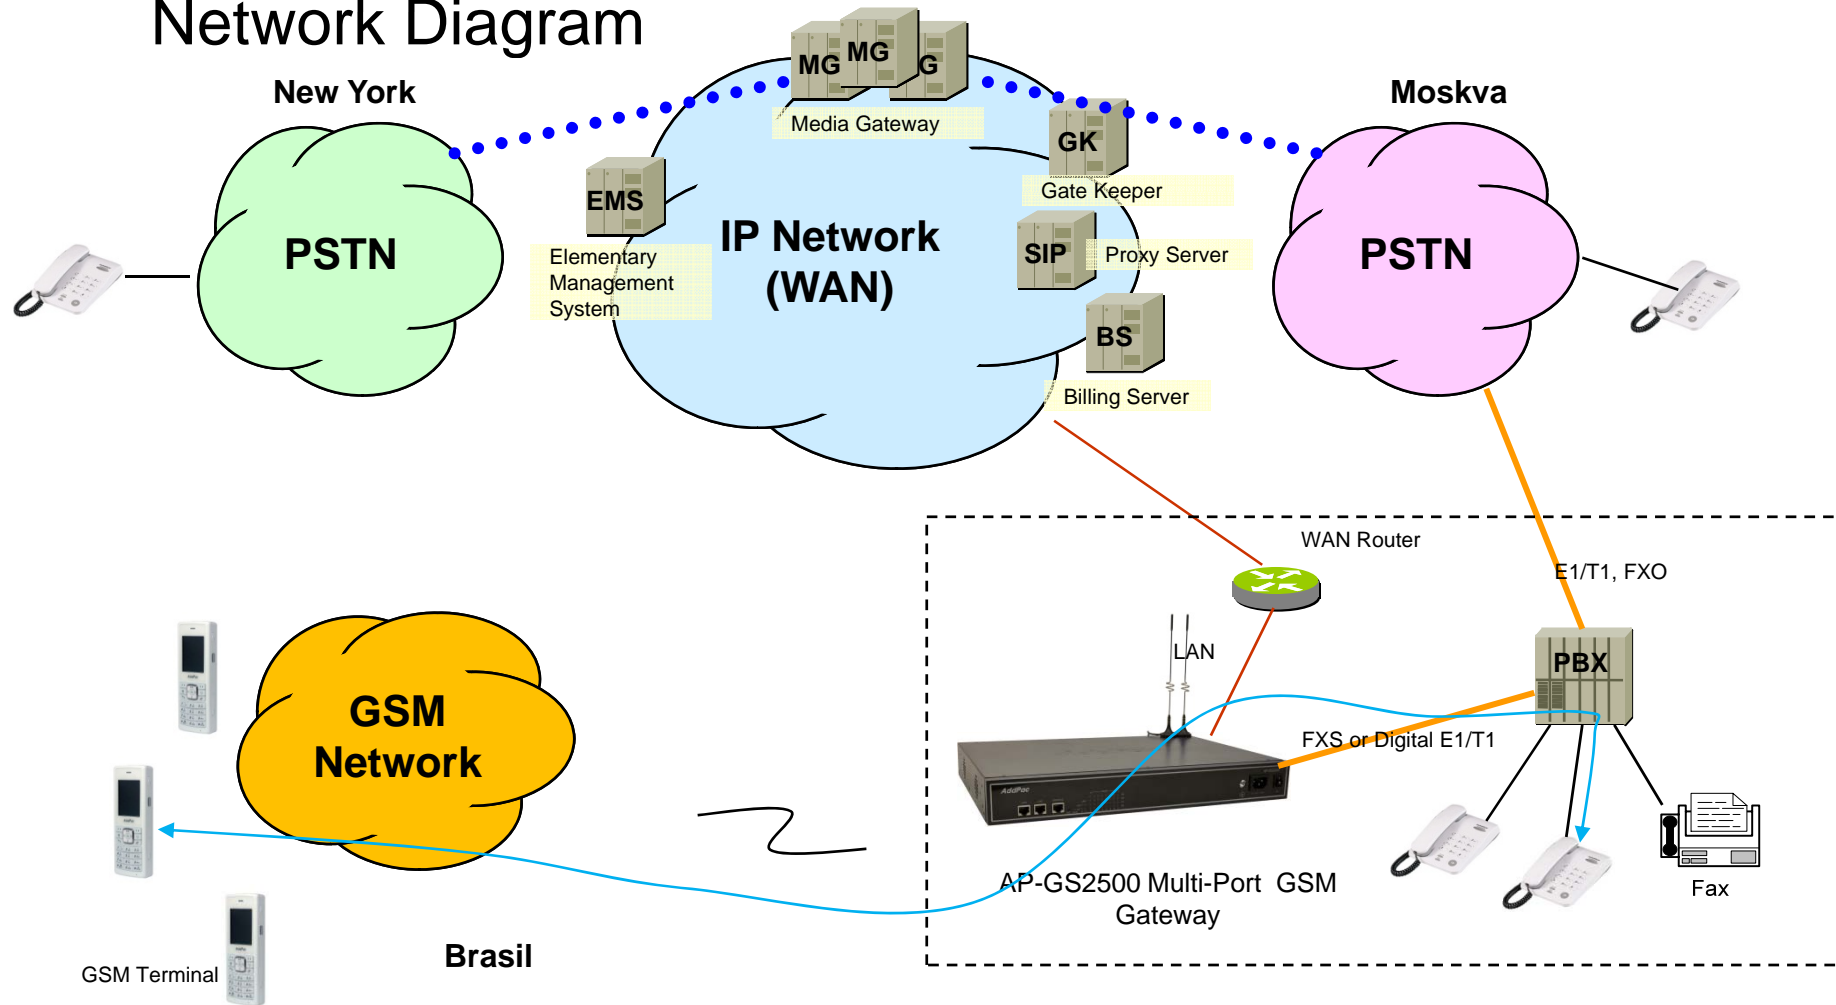 Network Diagram
New York
MG
MG
G
Moskva
Media Gateway
GK
Gate Keeper
EMS
PSTN
IP Network
(WAN)
SIP
Proxy Server
PSTN
Elementary
Management
System
BS
Billing Server
WAN Router
E1/T1, FXO
LAN
PBX
GSM
Network
FXS or Digital E1/T1
AddPac
AP-GS2500 Multi-Port GSM
Gateway
Fax
Brasil
GSM Terminal